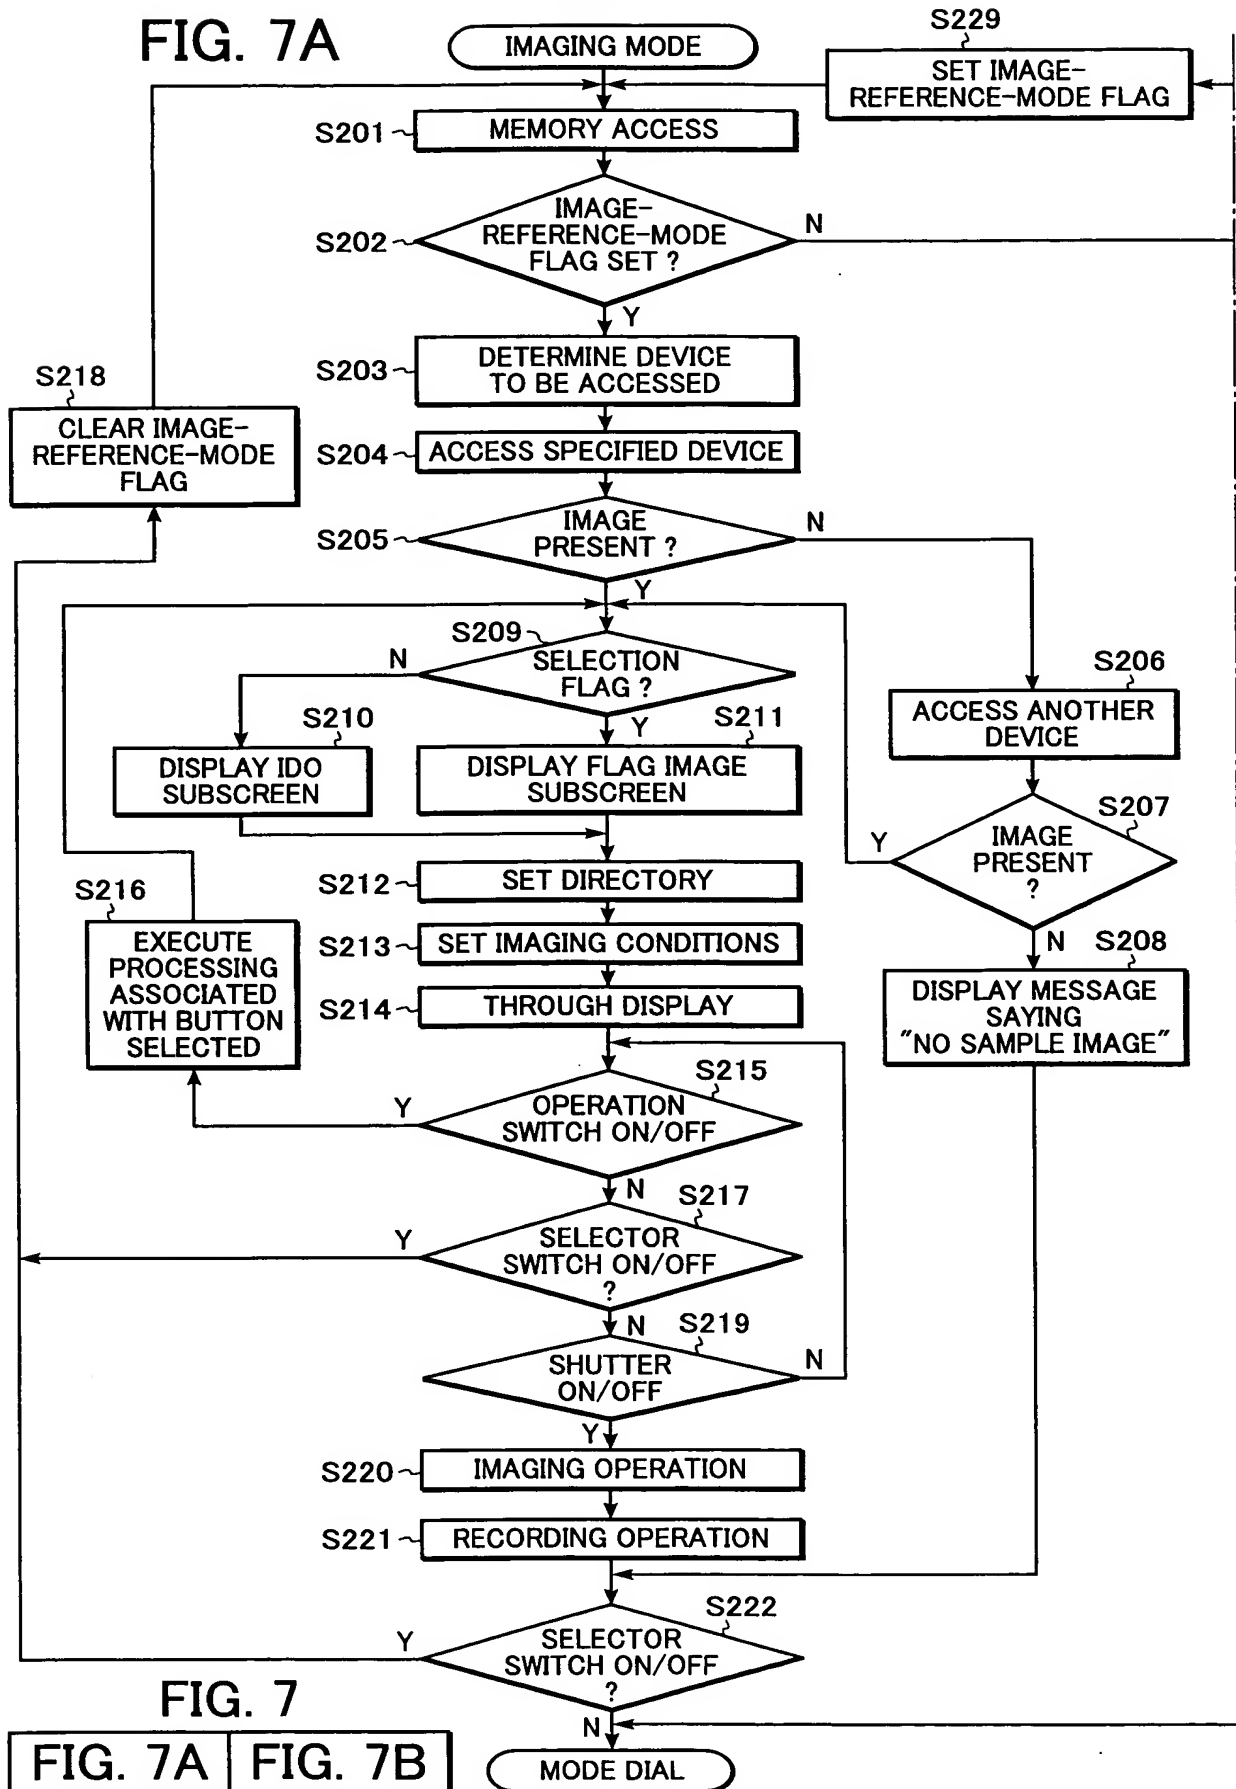 FIG. 7A
IMAGING MODE
S229
SET IMAGE-
REFERENCE-MODE FLAG
S201
MEMORY ACCESS
S202
IMAGE-
REFERENCE-MODE
FLAG SET ?
N
Y
S203
DETERMINE DEVICE
TO BE ACCESSED
S218
CLEAR IMAGE-
REFERENCE-MODE
FLAG
S204
ACCESS SPECIFIED DEVICE
S205
IMAGE
PRESENT ?
N
Y
S209
SELECTION
FLAG ?
N
Y
S206
ACCESS ANOTHER
DEVICE
S210
DISPLAY IDO
SUBSCREEN
S211
DISPLAY FLAG IMAGE
SUBSCREEN
S207
IMAGE
PRESENT
?
Y
N
S212
SET DIRECTORY
S216
EXECUTE
PROCESSING
ASSOCIATED
WITH BUTTON
SELECTED
S213
SET IMAGING CONDITIONS
S208
DISPLAY MESSAGE
SAYING
"NO SAMPLE IMAGE"
S214
THROUGH DISPLAY
S215
OPERATION
SWITCH ON/OFF
Y
N
S217
SELECTOR
SWITCH ON/OFF
?
Y
N
S219
SHUTTER
ON/OFF
N
Y
S220
IMAGING OPERATION
S221
RECORDING OPERATION
S222
SELECTOR
SWITCH ON/OFF
?
Y
N
MODE DIAL
FIG. 7
FIG. 7A
FIG. 7B